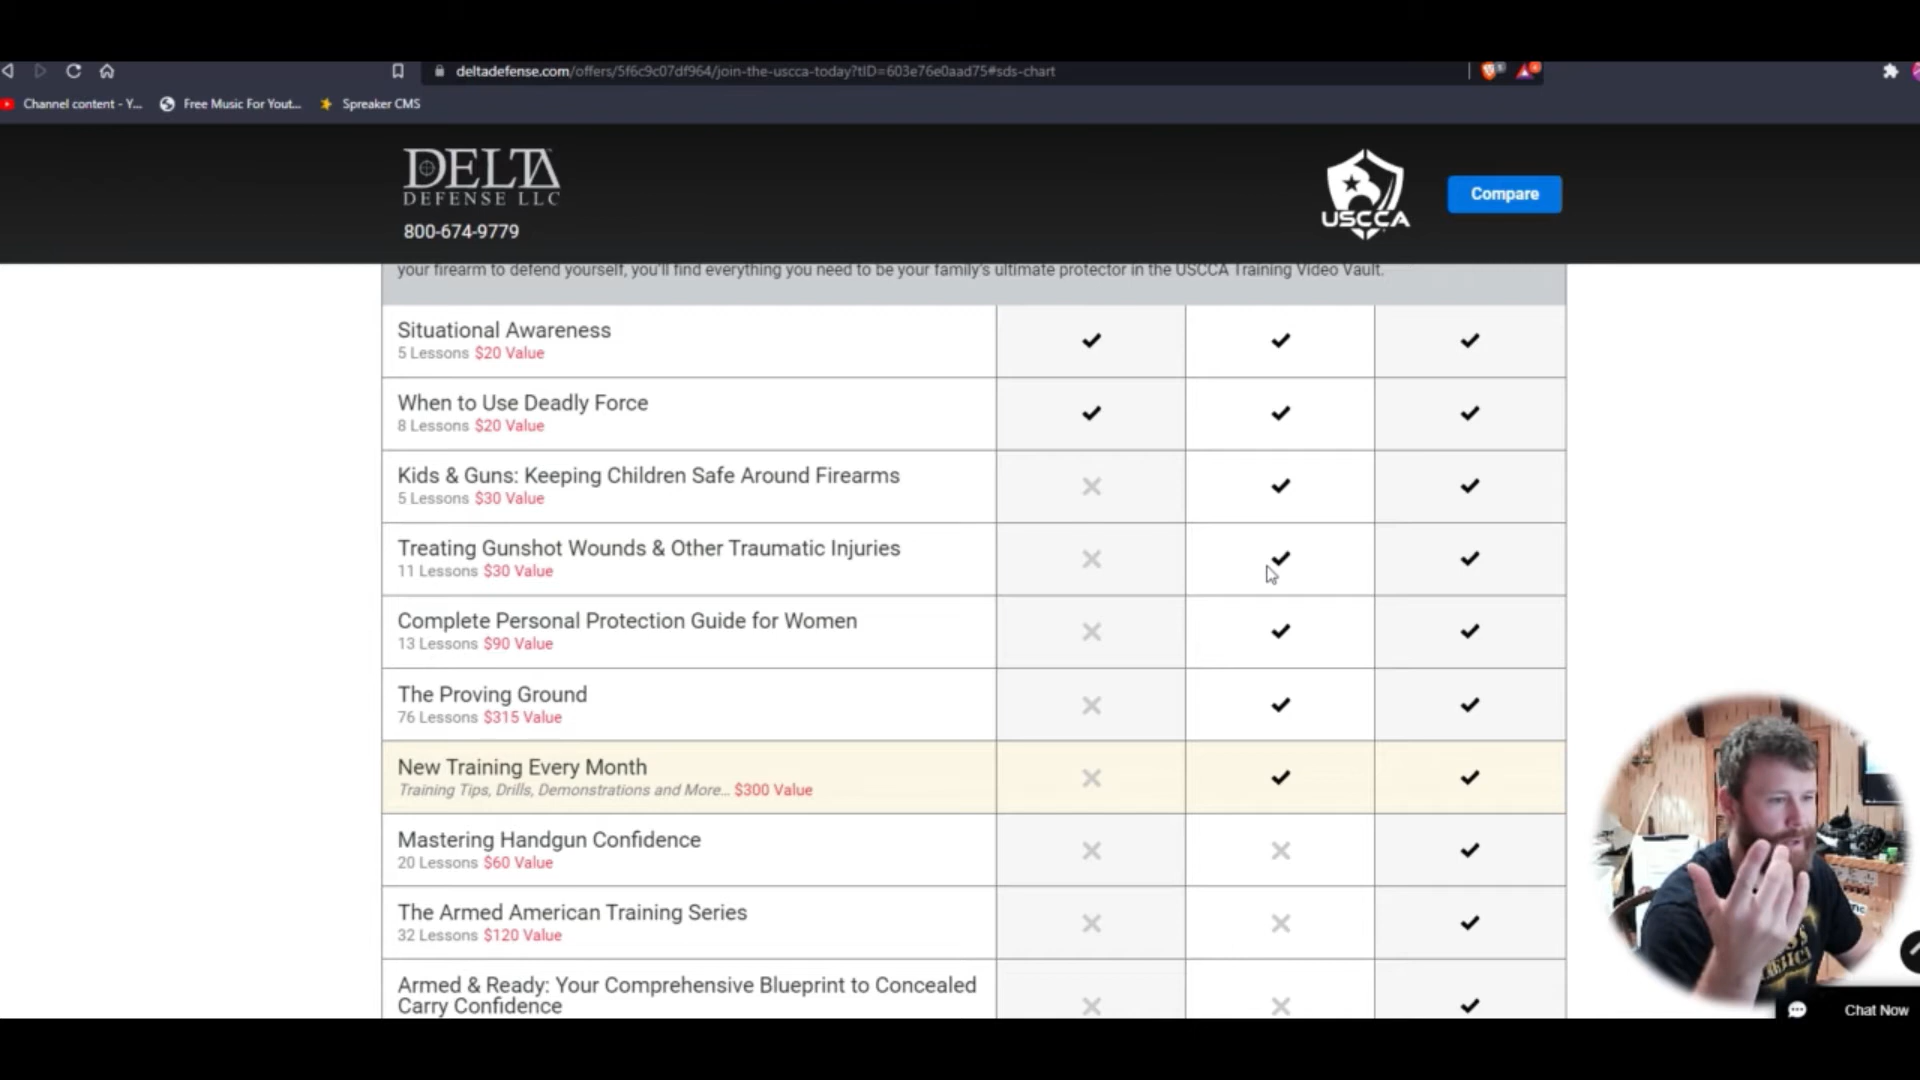 deltadefense.com/offers/5f6c9c07df964/join-the-uscca-today?tID=603e76e0aad75#sds-chart
Channel content - Y... Free Music For Yout... Spreaker CMS
DELTA
DEFENSE LLC
800-674-9779
USCCA
Compare
your firearm to defend yourself, you'll find everything you need to be your family's ultimate protector in the USCCA Training Video Vault.
Situational Awareness
5 Lessons $20 Value
When to Use Deadly Force
8 Lessons $20 Value
Kids & Guns: Keeping Children Safe Around Firearms
5 Lessons $30 Value
Treating Gunshot Wounds & Other Traumatic Injuries
11 Lessons $30 Value
Complete Personal Protection Guide for Women
13 Lessons $90 Value
The Proving Ground
76 Lessons $315 Value
New Training Every Month
Training Tips, Drills, Demonstrations and More... $300 Value
Mastering Handgun Confidence
20 Lessons $60 Value
The Armed American Training Series
32 Lessons $120 Value
Armed & Ready: Your Comprehensive Blueprint to Concealed
Carry Confidence
Chat Now